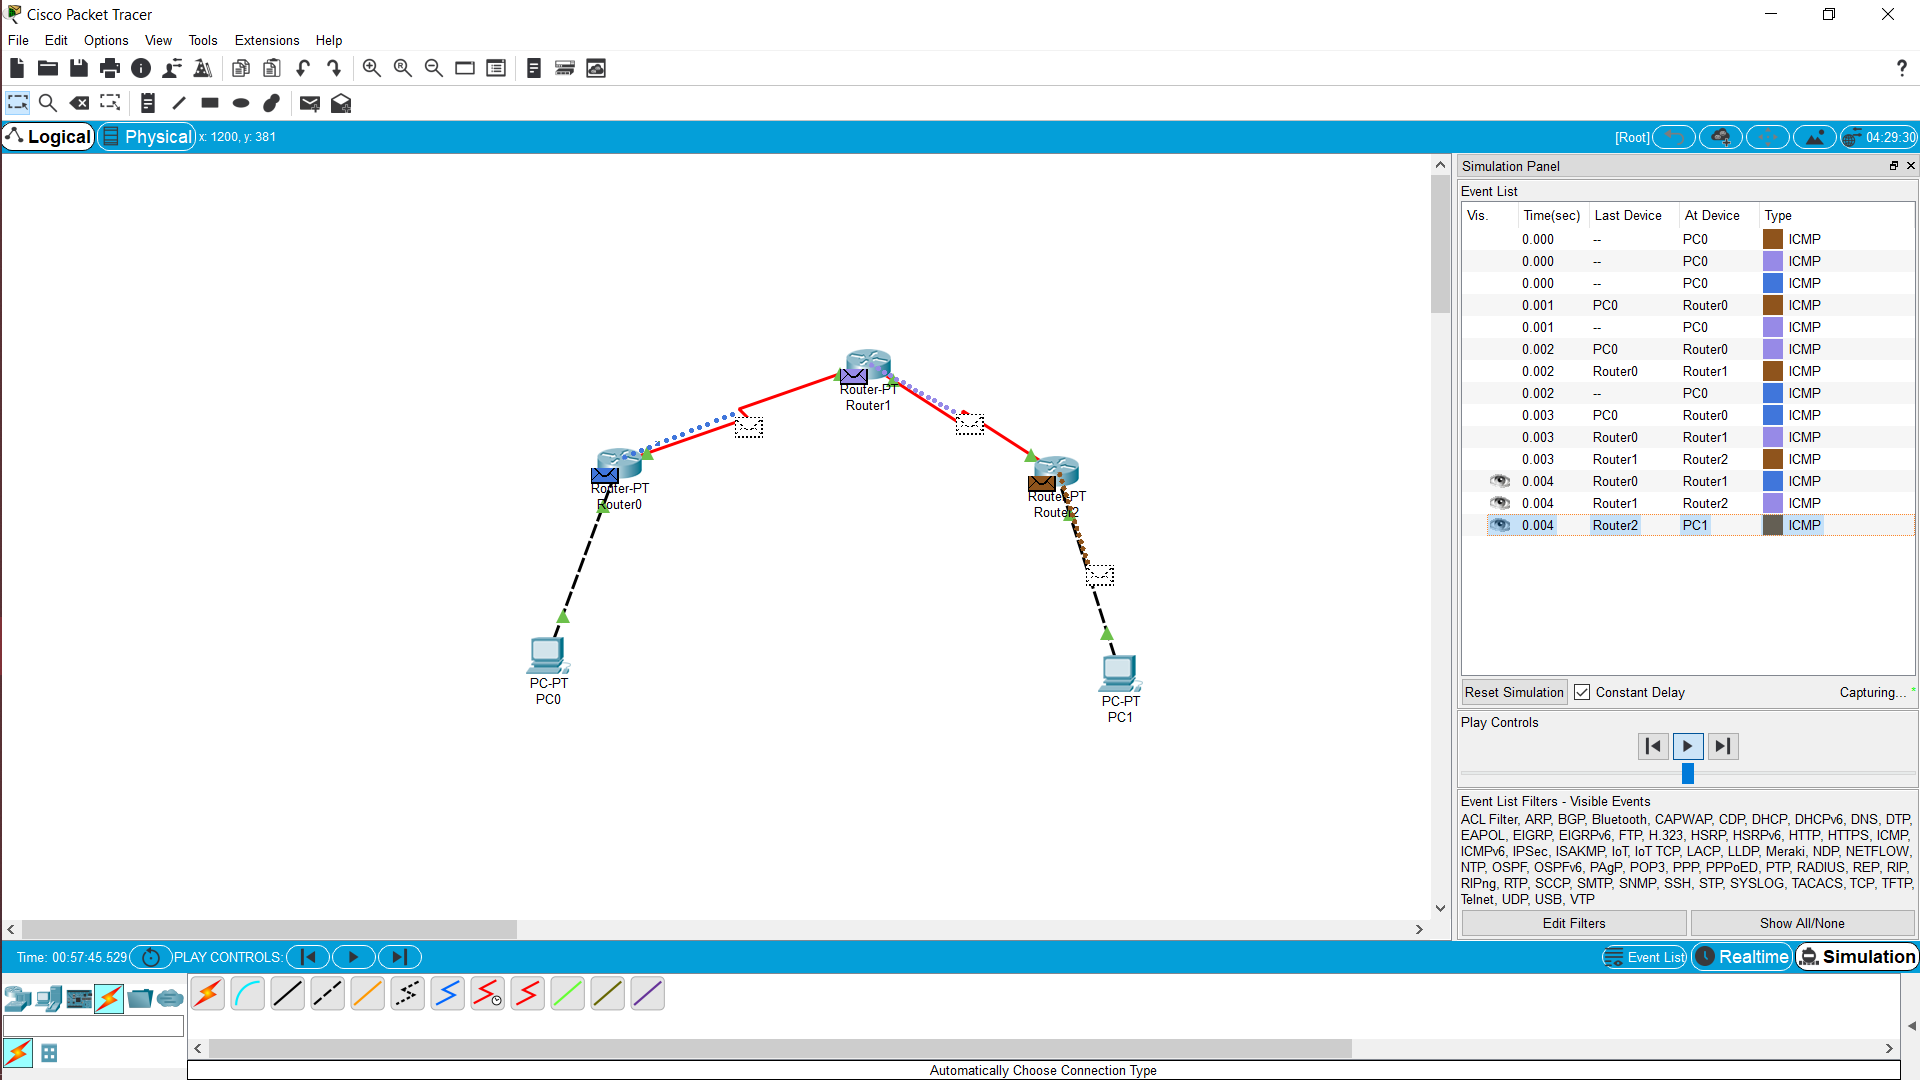 Cisco Packet Tracer
File Edit Options View Tools Extensions Help
?
Logical Physical x: 1200, y: 381 [Root] 04:29:30
Simulation Panel
Event List
Vis. Time(sec) Last Device At Device Type
0.000 -- PC0 ICMP
0.000 -- PC0 ICMP
0.000 -- PC0 ICMP
0.001 PC0 Router0 ICMP
0.001 -- PC0 ICMP
0.002 PC0 Router0 ICMP
0.002 Router0 Router1 ICMP
0.002 -- PC0 ICMP
0.003 PC0 Router0 ICMP
0.003 Router0 Router1 ICMP
0.003 Router1 Router2 ICMP
0.004 Router0 Router1 ICMP
0.004 Router1 Router2 ICMP
0.004 Router2 PC1 ICMP
Router-PT
Router1
Router-PT
Router0
Router-PT
Router2
PC-PT
PC0
PC-PT
PC1
Reset Simulation Constant Delay Capturing...
Play Controls
Event List Filters - Visible Events
ACL Filter, ARP, BGP, Bluetooth, CAPWAP, CDP, DHCP, DHCPv6, DNS, DTP,
EAPOL, EIGRP, EIGRPv6, FTP, H.323, HSRP, HSRPv6, HTTP, HTTPS, ICMP,
ICMPv6, IPSec, ISAKMP, IoT, IoT TCP, LACP, LLDP, Meraki, NDP, NETFLOW,
NTP, OSPF, OSPFv6, PAgP, POP3, PPP, PPPoED, PTP, RADIUS, REP, RIP,
RIPng, RTP, SCCP, SMTP, SNMP, SSH, STP, SYSLOG, TACACS, TCP, TFTP,
Telnet, UDP, USB, VTP
Edit Filters Show All/None
Time: 00:57:45.529 PLAY CONTROLS: Event List Realtime Simulation
Automatically Choose Connection Type